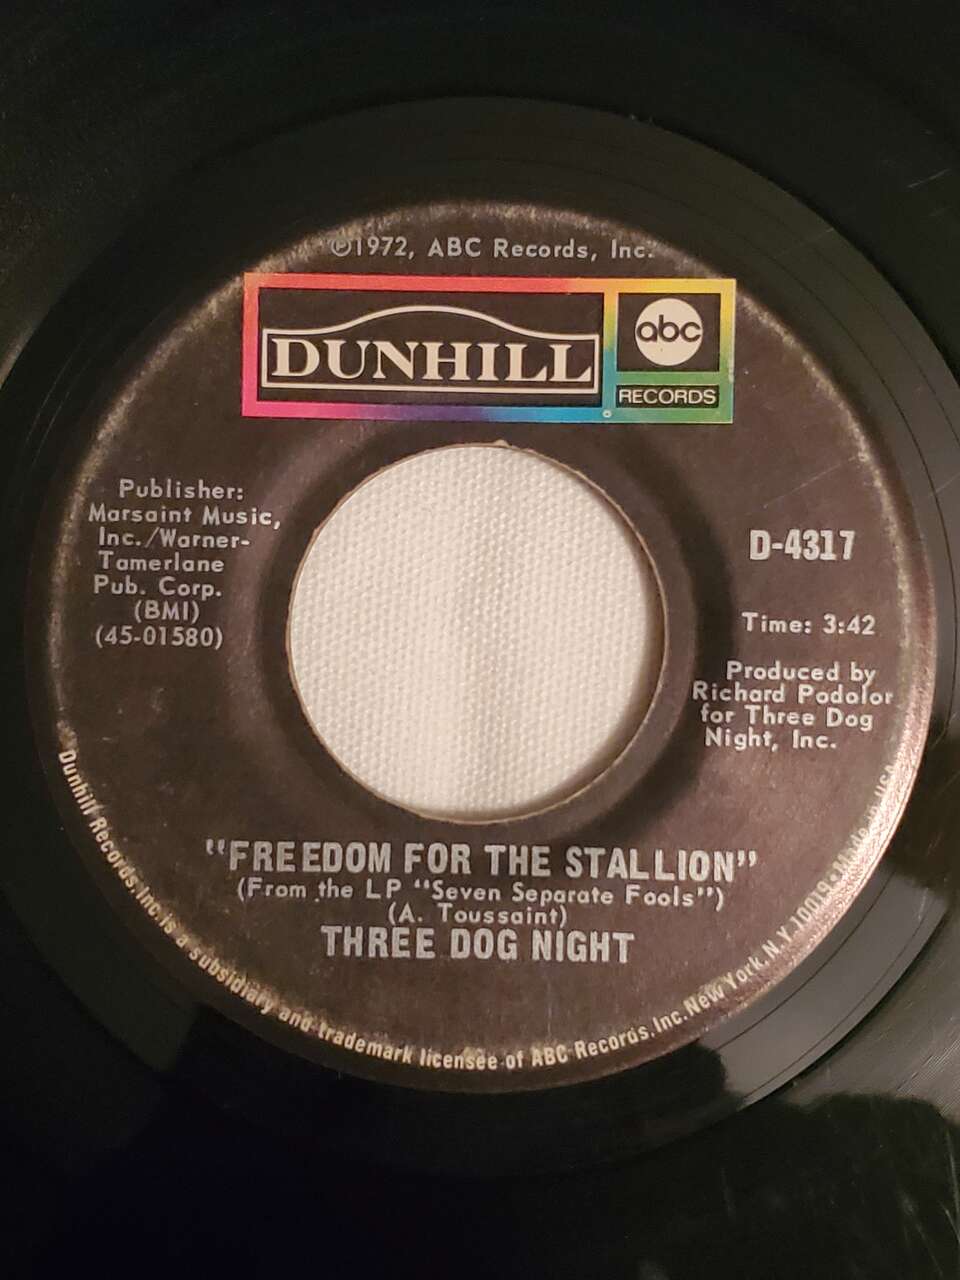 ℗1972, ABC Records, Inc.
DUNHILL
abc
RECORDS
Publisher:
Marsaint Music,
Inc./Warner-
Tamerlane
Pub. Corp.
(BMI)
(45-01580)
D-4317
Time: 3:42
Produced by
Richard Podolor
for Three Dog
Night, Inc.
"FREEDOM FOR THE STALLION"
(From the LP "Seven Separate Fools")
(A. Toussaint)
THREE DOG NIGHT
Dunhill Records, Inc. is a subsidiary and trademark licensee of ABC Records, Inc. New York, N.Y. 10019 • Made in USA